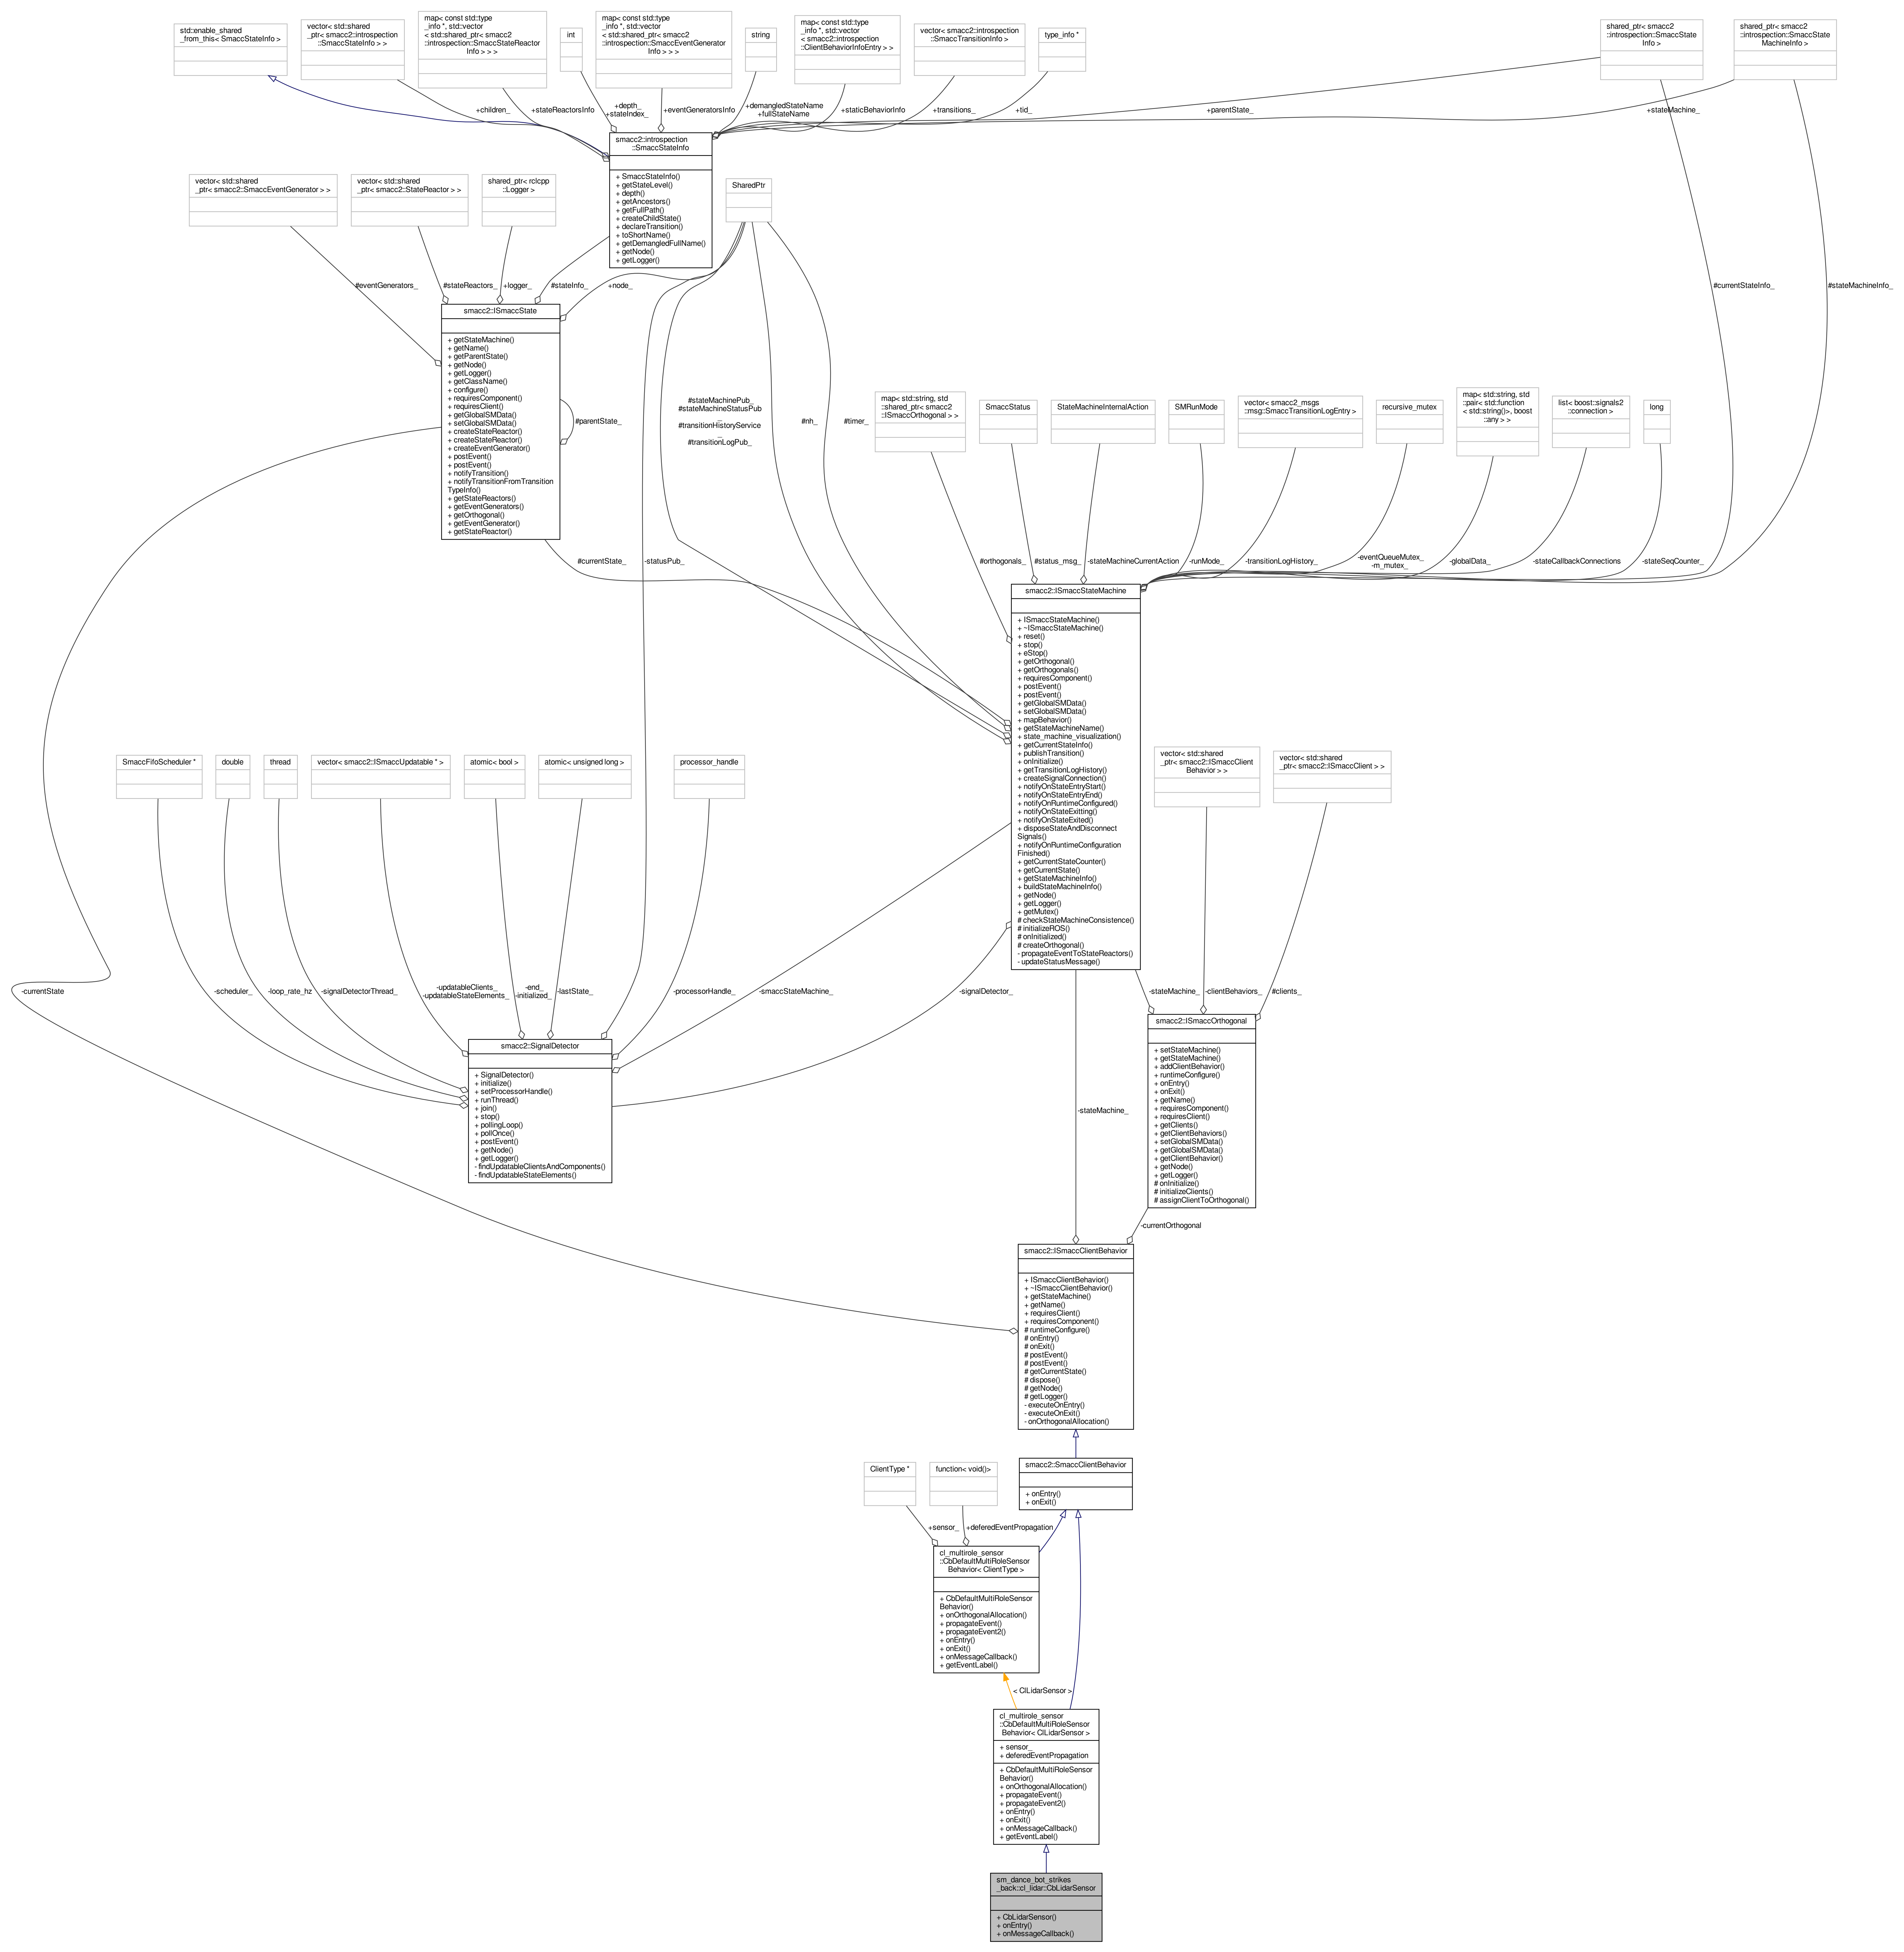 std::enable_shared
_from_this< SmaccStateInfo >
vector< std::shared
_ptr< smacc2::introspection
::SmaccStateInfo > >
map< const std::type
_info *, std::vector
< std::shared_ptr< smacc2
::introspection::SmaccStateReactor
Info > > >
int
map< const std::type
_info *, std::vector
< std::shared_ptr< smacc2
::introspection::SmaccEventGenerator
Info > > >
string
map< const std::type
_info *, std::vector
< smacc2::introspection
::ClientBehaviorInfoEntry > >
vector< smacc2::introspection
::SmaccTransitionInfo >
type_info *
shared_ptr< smacc2
::introspection::SmaccState
Info >
shared_ptr< smacc2
::introspection::SmaccState
MachineInfo >
+children_
+stateReactorsInfo
+depth_
+stateIndex_
+eventGeneratorsInfo
+demangledStateName
+fullStateName
+staticBehaviorInfo
+transitions_
+tid_
+parentState_
+stateMachine_
smacc2::introspection
::SmaccStateInfo
+ SmaccStateInfo()
+ getStateLevel()
+ depth()
+ getAncestors()
+ getFullPath()
+ createChildState()
+ declareTransition()
+ toShortName()
+ getDemangledFullName()
+ getNode()
+ getLogger()
vector< std::shared
_ptr< smacc2::SmaccEventGenerator > >
vector< std::shared
_ptr< smacc2::StateReactor > >
shared_ptr< rclcpp
::Logger >
SharedPtr
#eventGenerators_
#stateReactors_
+logger_
#stateInfo_
+node_
#currentStateInfo_
#stateMachineInfo_
smacc2::ISmaccState
+ getStateMachine()
+ getName()
+ getParentState()
+ getNode()
+ getLogger()
+ getClassName()
+ configure()
+ requiresComponent()
+ requiresClient()
+ getGlobalSMData()
+ setGlobalSMData()
+ createStateReactor()
+ createStateReactor()
+ createEventGenerator()
+ postEvent()
+ postEvent()
+ notifyTransition()
+ notifyTransitionFromTransition
TypeInfo()
+ getStateReactors()
+ getEventGenerators()
+ getOrthogonal()
+ getEventGenerator()
+ getStateReactor()
#parentState_
#stateMachinePub_
#stateMachineStatusPub
_
#transitionHistoryService
_
#transitionLogPub_
#nh_
#timer_
map< std::string, std
::shared_ptr< smacc2
::ISmaccOrthogonal > >
SmaccStatus
StateMachineInternalAction
SMRunMode
vector< smacc2_msgs
::msg::SmaccTransitionLogEntry >
recursive_mutex
map< std::string, std
::pair< std::function
< std::string()>, boost
::any > >
list< boost::signals2
::connection >
long
#currentState_
-statusPub_
#orthogonals_
#status_msg_
-stateMachineCurrentAction
-runMode_
-transitionLogHistory_
-eventQueueMutex_
-m_mutex_
-globalData_
-stateCallbackConnections
-stateSeqCounter_
smacc2::ISmaccStateMachine
+ ISmaccStateMachine()
+ ~ISmaccStateMachine()
+ reset()
+ stop()
+ eStop()
+ getOrthogonal()
+ getOrthogonals()
+ requiresComponent()
+ postEvent()
+ postEvent()
+ getGlobalSMData()
+ setGlobalSMData()
+ mapBehavior()
+ getStateMachineName()
+ state_machine_visualization()
+ getCurrentStateInfo()
+ publishTransition()
+ onInitialize()
+ getTransitionLogHistory()
+ createSignalConnection()
+ notifyOnStateEntryStart()
+ notifyOnStateEntryEnd()
+ notifyOnRuntimeConfigured()
+ notifyOnStateExitting()
+ notifyOnStateExited()
+ disposeStateAndDisconnect
Signals()
+ notifyOnRuntimeConfiguration
Finished()
+ getCurrentStateCounter()
+ getCurrentState()
+ getStateMachineInfo()
+ buildStateMachineInfo()
+ getNode()
+ getLogger()
+ getMutex()
# checkStateMachineConsistence()
# initializeROS()
# onInitialized()
# createOrthogonal()
- propagateEventToStateReactors()
- updateStatusMessage()
SmaccFifoScheduler *
double
thread
vector< smacc2::ISmaccUpdatable * >
atomic< bool >
atomic< unsigned long >
processor_handle
vector< std::shared
_ptr< smacc2::ISmaccClient
Behavior > >
vector< std::shared
_ptr< smacc2::ISmaccClient > >
-currentState
-scheduler_
-loop_rate_hz
-signalDetectorThread_
-updatableClients_
-updatableStateElements_
-end_
-initialized_
-lastState_
-processorHandle_
-smaccStateMachine_
-signalDetector_
-stateMachine_
-clientBehaviors_
#clients_
smacc2::SignalDetector
+ SignalDetector()
+ initialize()
+ setProcessorHandle()
+ runThread()
+ join()
+ stop()
+ pollingLoop()
+ pollOnce()
+ postEvent()
+ getNode()
+ getLogger()
- findUpdatableClientsAndComponents()
- findUpdatableStateElements()
smacc2::ISmaccOrthogonal
+ setStateMachine()
+ getStateMachine()
+ addClientBehavior()
+ runtimeConfigure()
+ onEntry()
+ onExit()
+ getName()
+ requiresComponent()
+ requiresClient()
+ getClients()
+ getClientBehaviors()
+ setGlobalSMData()
+ getGlobalSMData()
+ getClientBehavior()
+ getNode()
+ getLogger()
# onInitialize()
# initializeClients()
# assignClientToOrthogonal()
-stateMachine_
-currentOrthogonal
smacc2::ISmaccClientBehavior
+ ISmaccClientBehavior()
+ ~ISmaccClientBehavior()
+ getStateMachine()
+ getName()
+ requiresClient()
+ requiresComponent()
# runtimeConfigure()
# onEntry()
# onExit()
# postEvent()
# postEvent()
# getCurrentState()
# dispose()
# getNode()
# getLogger()
- executeOnEntry()
- executeOnExit()
- onOrthogonalAllocation()
ClientType *
function< void()>
smacc2::SmaccClientBehavior
+ onEntry()
+ onExit()
+sensor_
+deferedEventPropagation
cl_multirole_sensor
::CbDefaultMultiRoleSensor
Behavior< ClientType >
+ CbDefaultMultiRoleSensor
Behavior()
+ onOrthogonalAllocation()
+ propagateEvent()
+ propagateEvent2()
+ onEntry()
+ onExit()
+ onMessageCallback()
+ getEventLabel()
< ClLidarSensor >
cl_multirole_sensor
::CbDefaultMultiRoleSensor
Behavior< ClLidarSensor >
+ sensor_
+ deferedEventPropagation
+ CbDefaultMultiRoleSensor
Behavior()
+ onOrthogonalAllocation()
+ propagateEvent()
+ propagateEvent2()
+ onEntry()
+ onExit()
+ onMessageCallback()
+ getEventLabel()
sm_dance_bot_strikes
_back::cl_lidar::CbLidarSensor
+ CbLidarSensor()
+ onEntry()
+ onMessageCallback()